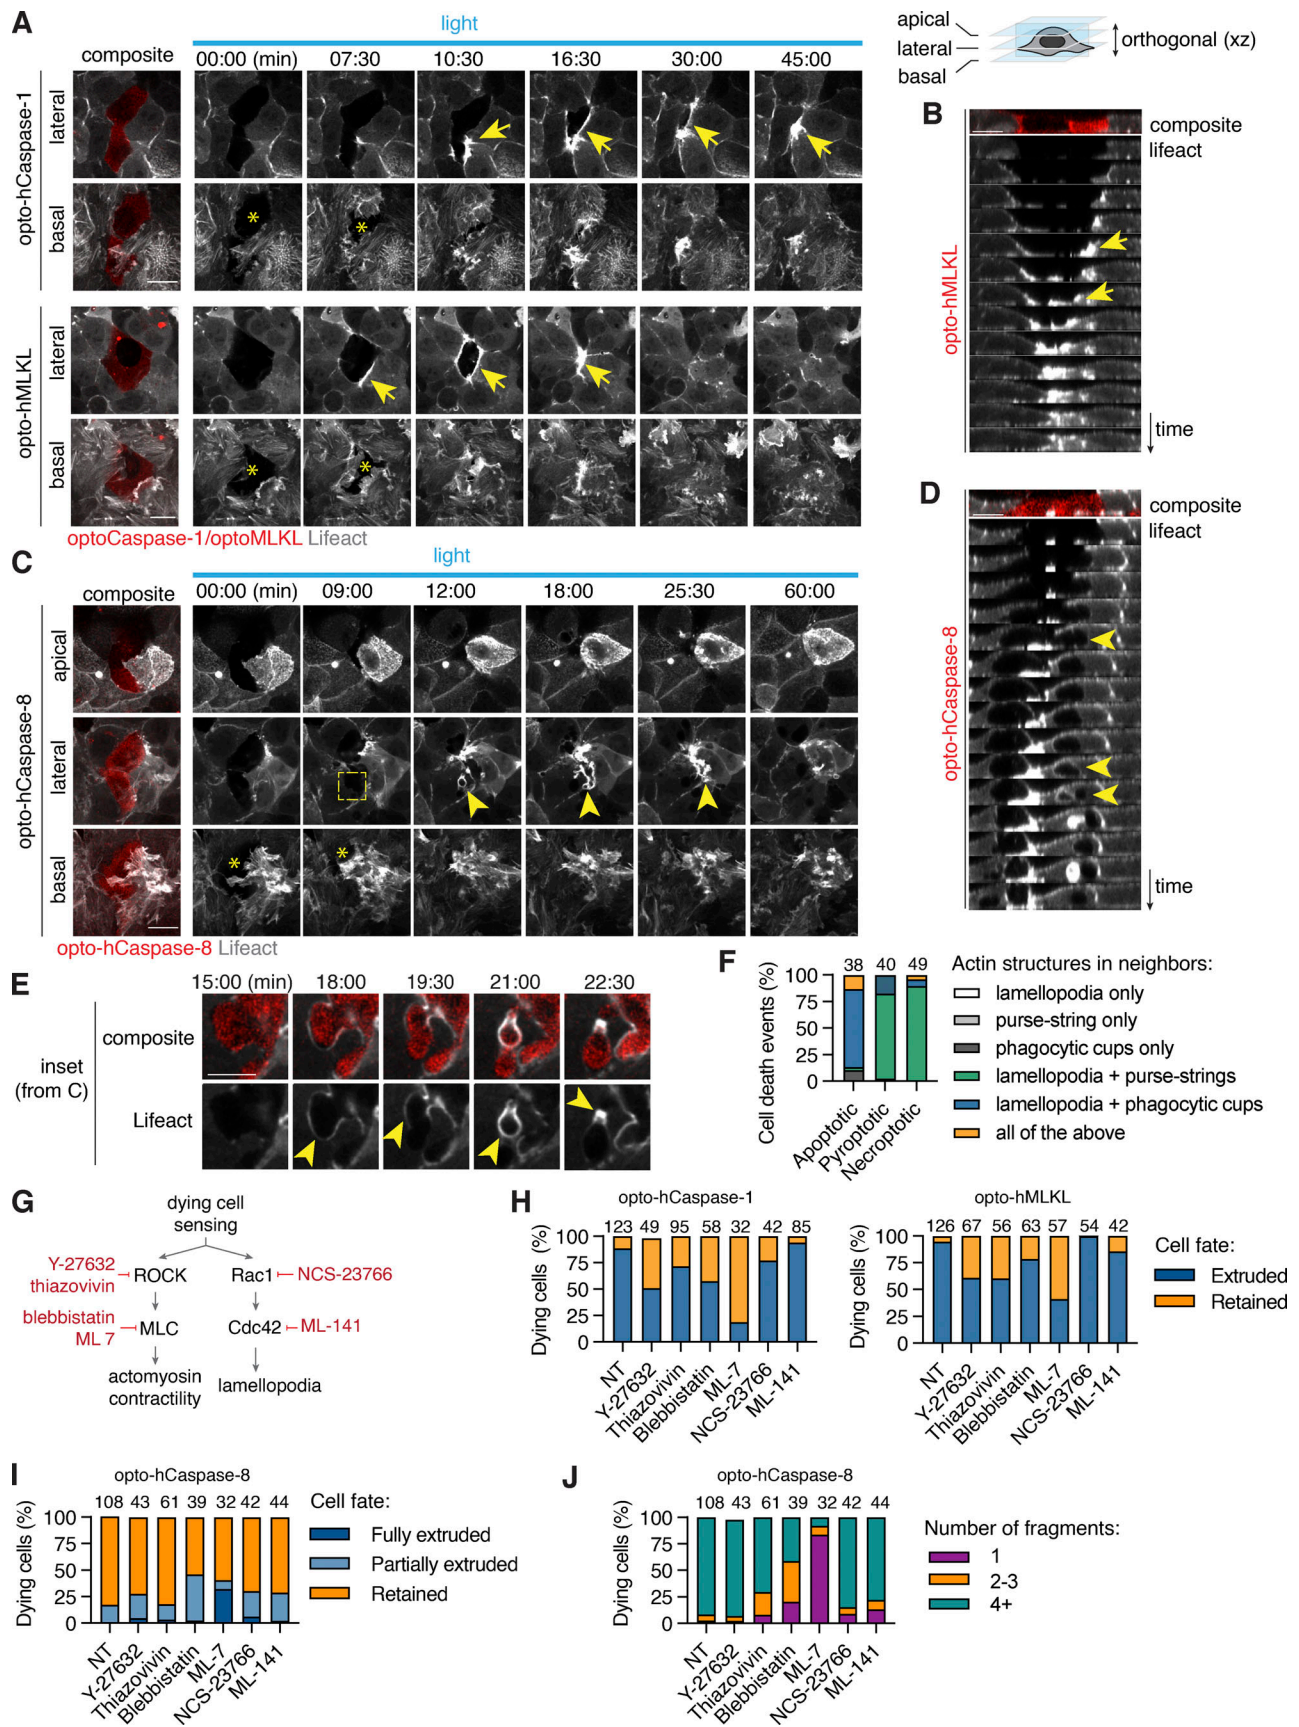 A
light
composite
00:00 (min)
07:30
10:30
16:30
30:00
45:00
opto-hCaspase-1
lateral
basal
*
*
opto-hMLKL
lateral
basal
*
*
optoCaspase-1/optoMLKL Lifeact
apical
lateral
basal
orthogonal (xz)
B
composite
lifeact
opto-hMLKL
time
C
light
composite
00:00 (min)
09:00
12:00
18:00
25:30
60:00
opto-hCaspase-8
apical
lateral
basal
*
*
opto-hCaspase-8 Lifeact
D
composite
lifeact
opto-hCaspase-8
time
E
15:00 (min)
18:00
19:30
21:00
22:30
inset
(from C)
composite
Lifeact
F
38 40 49
Cell death events (%)
100
75
50
25
0
Apoptotic
Pyroptotic
Necroptotic
Actin structures in neighbors:
lamellopodia only
purse-string only
phagocytic cups only
lamellopodia + purse-strings
lamellopodia + phagocytic cups
all of the above
G
dying cell
sensing
Y-27632
thiazovivin
ROCK
Rac1
NCS-23766
blebbistatin
ML 7
MLC
Cdc42
ML-141
actomyosin
contractility
lamellopodia
H
opto-hCaspase-1
123 49 95 58 32 42 85
Dying cells (%)
100
75
50
25
0
NT
Y-27632
Thiazovivin
Blebbistatin
ML-7
NCS-23766
ML-141
opto-hMLKL
126 67 56 63 57 54 42
Dying cells (%)
100
75
50
25
0
NT
Y-27632
Thiazovivin
Blebbistatin
ML-7
NCS-23766
ML-141
Cell fate:
Extruded
Retained
I
opto-hCaspase-8
108 43 61 39 32 42 44
Dying cells (%)
100
75
50
25
0
NT
Y-27632
Thiazovivin
Blebbistatin
ML-7
NCS-23766
ML-141
Cell fate:
Fully extruded
Partially extruded
Retained
J
opto-hCaspase-8
108 43 61 39 32 42 44
Dying cells (%)
100
75
50
25
0
NT
Y-27632
Thiazovivin
Blebbistatin
ML-7
NCS-23766
ML-141
Number of fragments:
1
2-3
4+